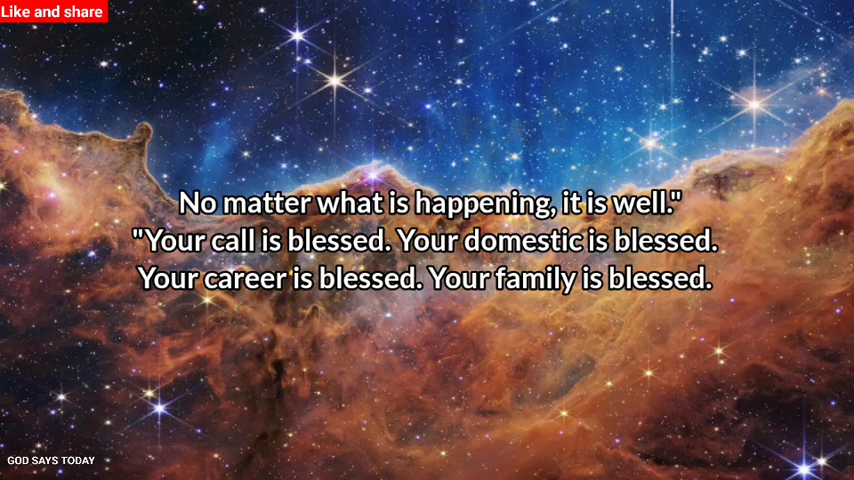 Like and share
No matter what is happening, it is well."
"Your call is blessed. Your domestic is blessed.
Your career is blessed. Your family is blessed.
GOD SAYS TODAY